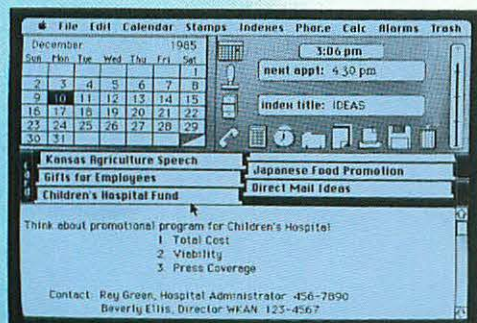 File Edit Calendar Stamps Indexes Phone Calc Alarms Trash
December 1985
Sun Mon Tue Wed Thu Fri Sat
1
2 3 4 5 6 7 8
9 10 11 12 13 14 15
16 17 18 19 20 21 22
23 24 25 26 27 28 29
30 31
3:06 pm
next appt: 4:30 pm
index title: IDEAS
Kansas Agriculture Speech
Gifts for Employees
Children's Hospital Fund
Japanese Food Promotion
Direct Mail Ideas
Think about promotional program for Children's Hospital
1. Total Cost
2. Viability
3. Press Coverage
Contact: Ray Green, Hospital Administrator 456-7890
Beverly Ellis, Director WKAN 123-4567